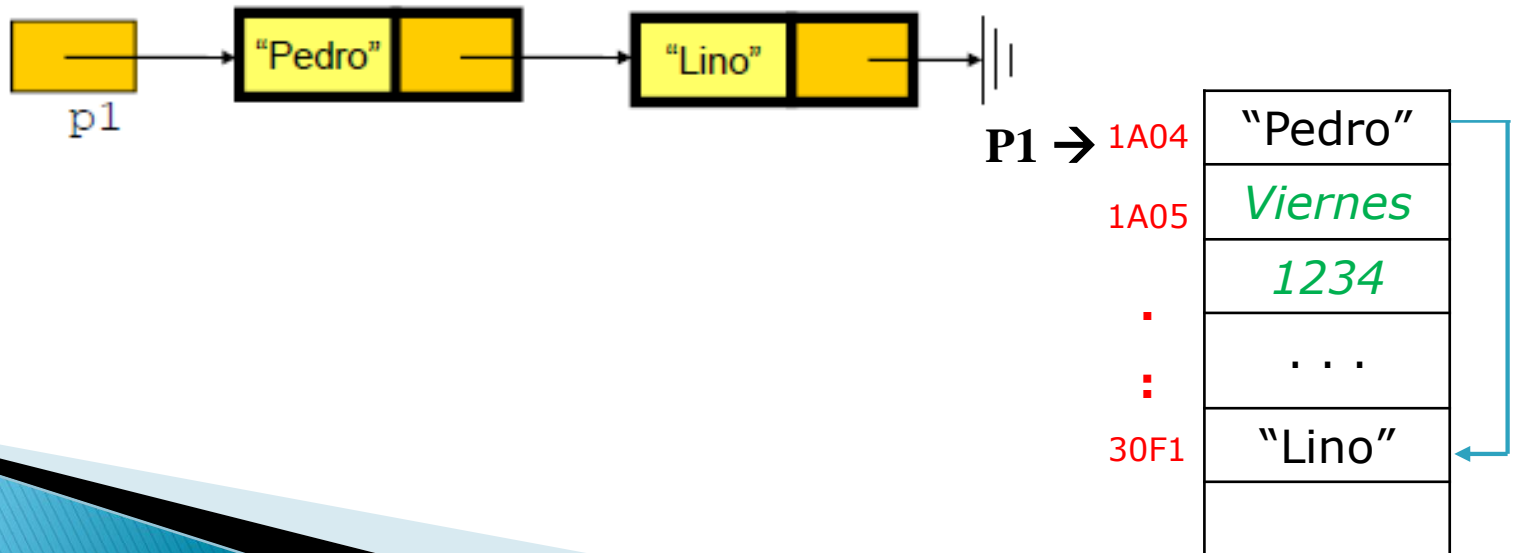 “Pedro” “Lino”
p1
P1 → 1A04 “Pedro”
1A05 Viernes
1234
.
: . . .
30F1 “Lino”